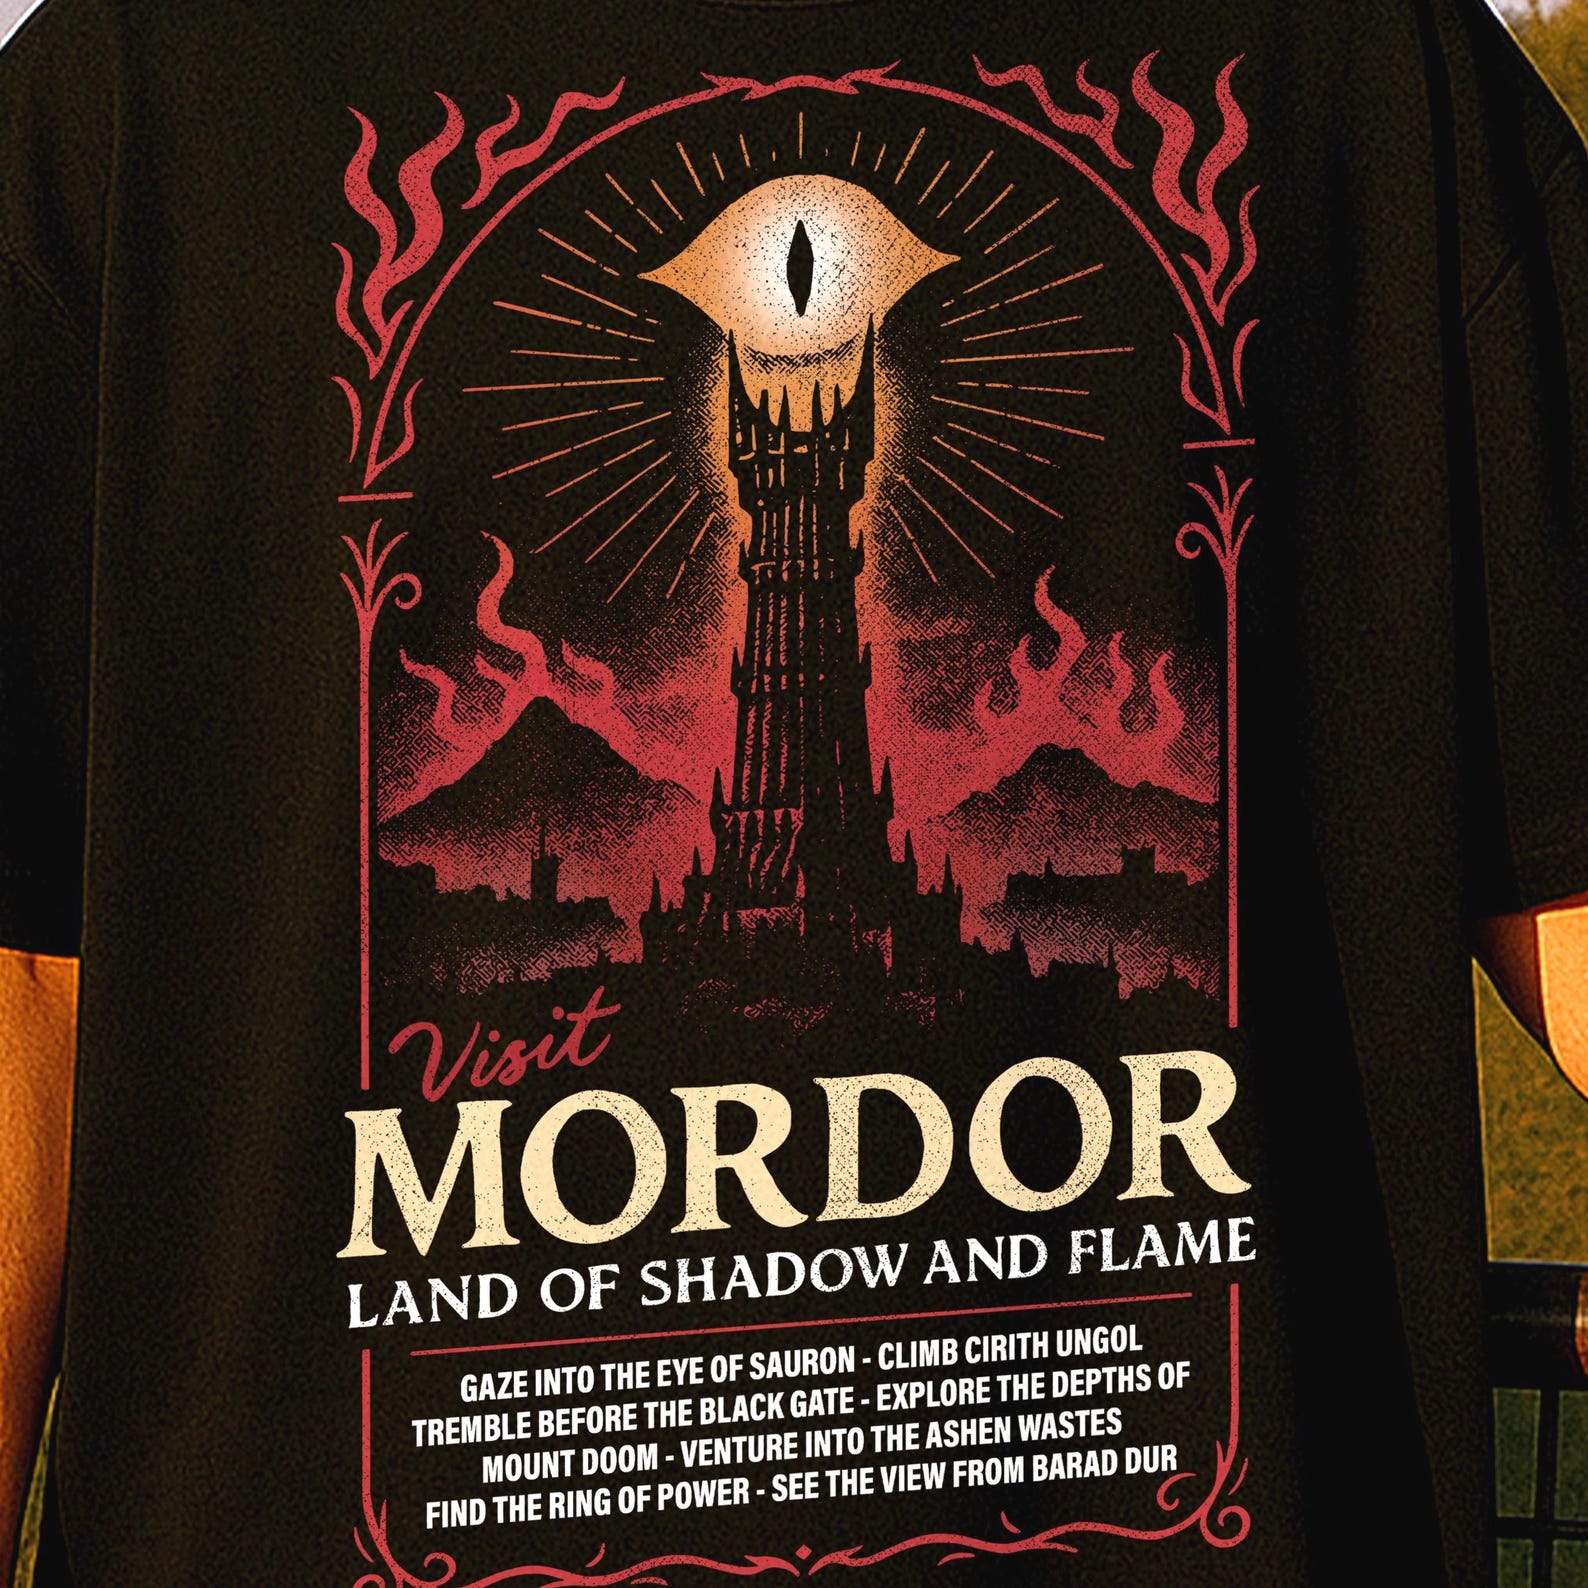 Visit
MORDOR
LAND OF SHADOW AND FLAME
GAZE INTO THE EYE OF SAURON - CLIMB CIRITH UNGOL
TREMBLE BEFORE THE BLACK GATE - EXPLORE THE DEPTHS OF
MOUNT DOOM - VENTURE INTO THE ASHEN WASTES
FIND THE RING OF POWER - SEE THE VIEW FROM BARAD DUR